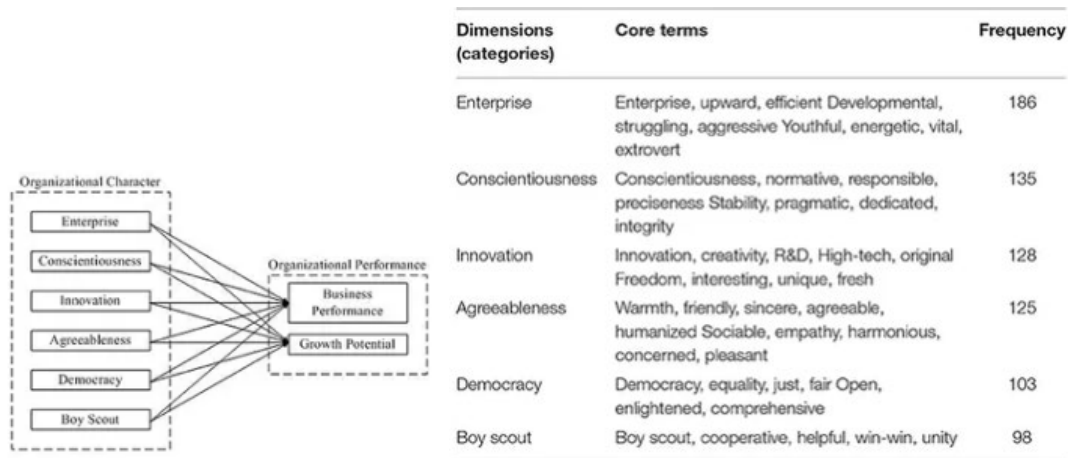 Organizational Character
Enterprise
Conscientiousness
Innovation
Agreeableness
Democracy
Boy Scout
Organizational Performance
Business
Performance
Growth Potential
Dimensions Core terms Frequency
(categories)
Enterprise Enterprise, upward, efficient Developmental, 186
struggling, aggressive Youthful, energetic, vital,
extrovert
Conscientiousness Conscientiousness, normative, responsible, 135
preciseness Stability, pragmatic, dedicated,
integrity
Innovation Innovation, creativity, R&D, High-tech, original 128
Freedom, interesting, unique, fresh
Agreeableness Warmth, friendly, sincere, agreeable, 125
humanized Sociable, empathy, harmonious,
concerned, pleasant
Democracy Democracy, equality, just, fair Open, 103
enlightened, comprehensive
Boy scout Boy scout, cooperative, helpful, win-win, unity 98